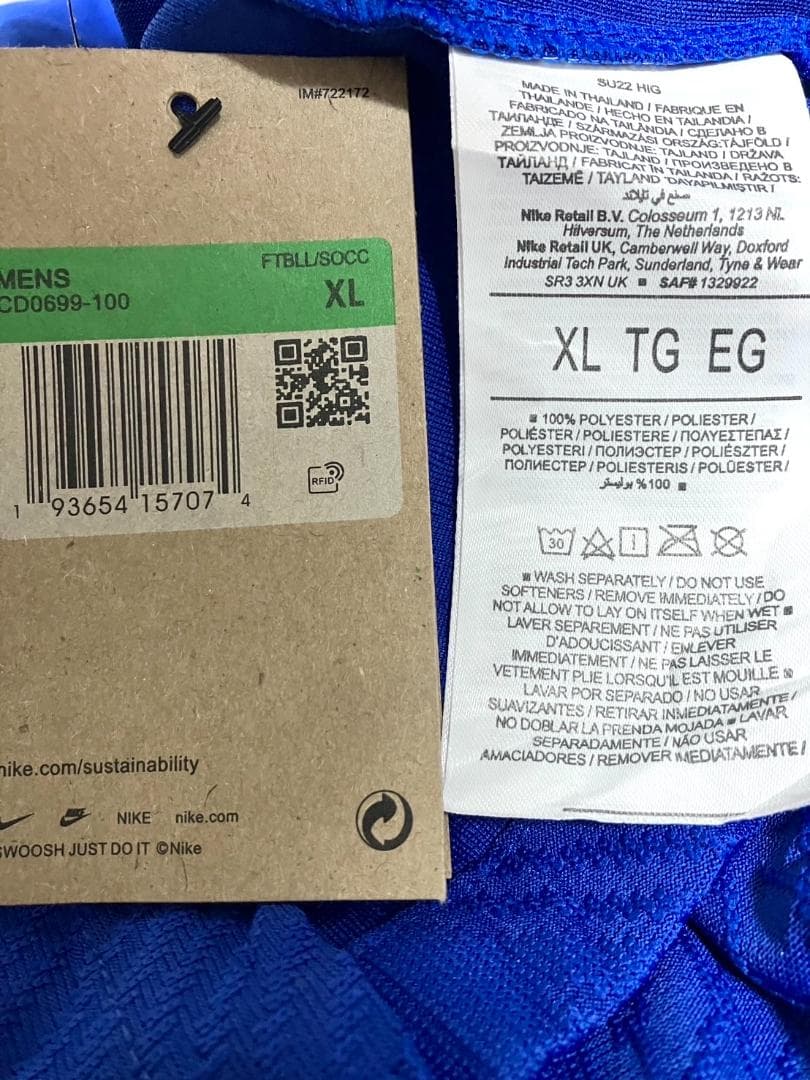 IM#722172
FTBLL/SOCC
MENS
CD0699-100
XL
1 93654 15707 4
RFID
nike.com/sustainability
NIKE nike.com
SWOOSH JUST DO IT ©Nike
SU22 HIG
MADE IN THAILAND / FABRIQUE EN
THAILANDE / HECHO EN TAILANDIA /
FABRICADO NA TAILÂNDIA / СДЕЛАНО В
ТАИЛАНДЕ / SZÁRMAZÁSI ORSZÁG:TÁJFÖLD /
ZEMLJA PROIZVODNJE: TAJLAND /
PROIZVODNJE: TAJLAND / DRŽAVA
ТАЙЛАНД / FABRICAT IN TAILANDA / RAŽOTS:
TAIZEMĒ / TAYLAND 'DA YAPILMIŞTIR /
صنع في تايلاند
Nike Retail B.V. Colosseum 1, 1213 NL
Hilversum, The Netherlands
Nike Retail UK, Camberwell Way, Doxford
Industrial Tech Park, Sunderland, Tyne & Wear
SR3 3XN UK ■ SAF# 1329922
XL TG EG
■ 100% POLYESTER / POLIESTER /
POLIÉSTER / POLIESTERE / ΠΟΛΥΕΣΤΕΠΑΣ /
POLYESTERI / ПОЛИЭСТЕР / POLIÉSZTER /
ПОЛИЕСТЕР / POLIESTERIS / POLÜESTER /
100% بوليستر ■
30
■ WASH SEPARATELY / DO NOT USE
SOFTENERS / REMOVE IMMEDIATELY / DO
NOT ALLOW TO LAY ON ITSELF WHEN WET ■
LAVER SEPAREMENT / NE PAS UTILISER
D'ADOUCISSANT / ENLEVER
IMMEDIATEMENT / NE PAS LAISSER LE
VETEMENT PLIE LORSQU'IL EST MOUILLE ■
LAVAR POR SEPARADO / NO USAR
SUAVIZANTES / RETIRAR INMEDIATAMENTE /
NO DOBLAR LA PRENDA MOJADA ■ LAVAR
SEPARADAMENTE / NÃO USAR
AMACIADORES / REMOVER IMEDIATAMENTE /